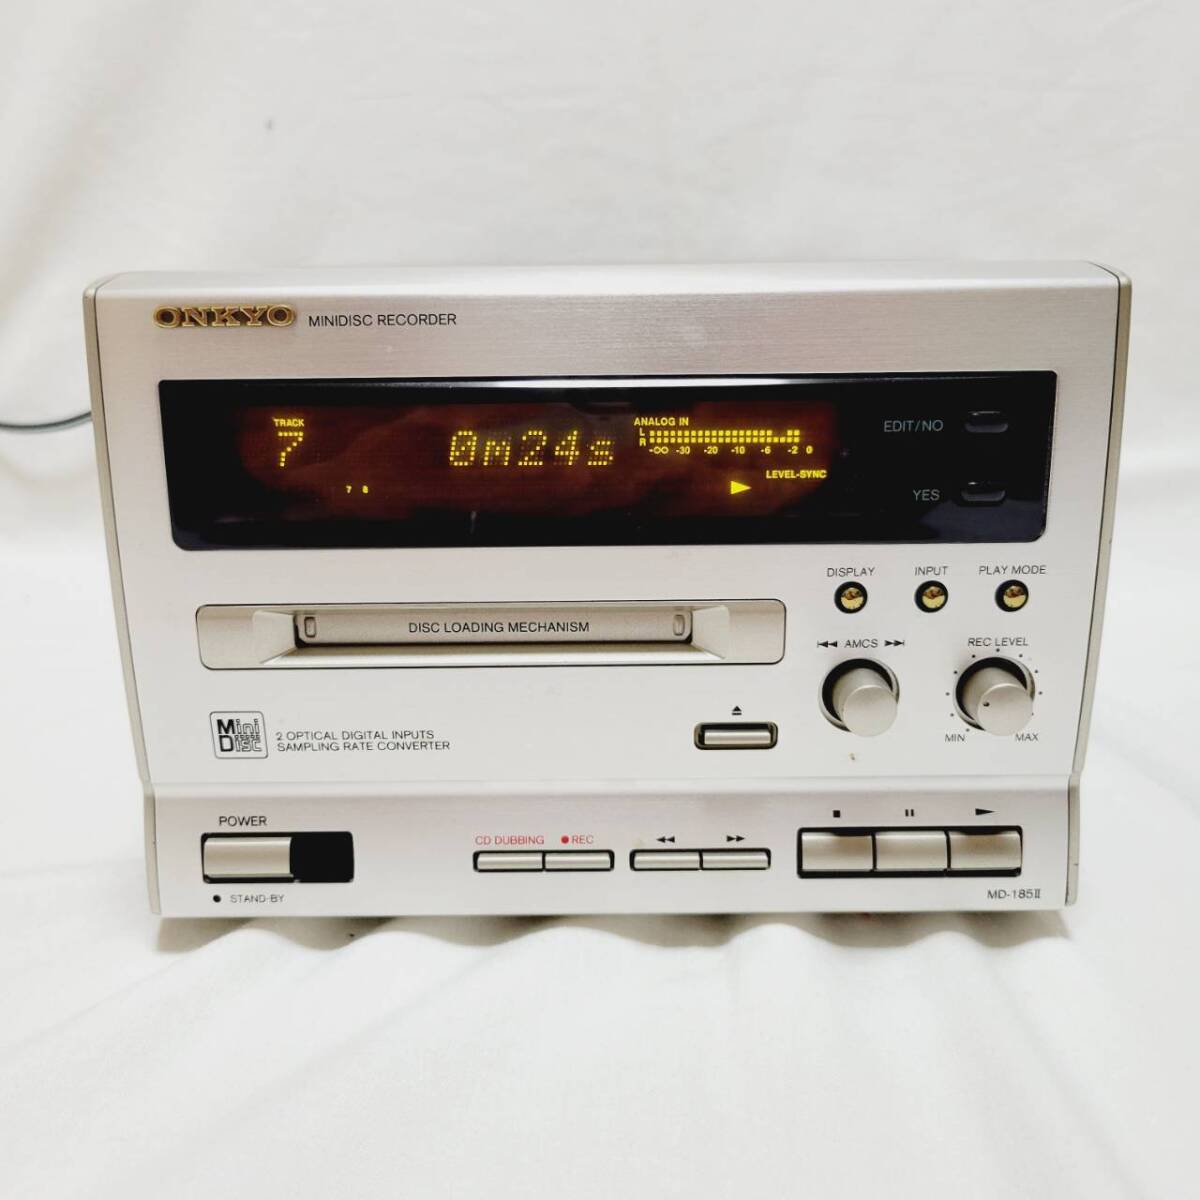 ONKYO MINIDISC RECORDER
TRACK
7
0m24s
ANALOG IN
L
R
-∞ -30 -20 -10 -6 -2 0
LEVEL-SYNC
7 8
EDIT/NO
YES
DISPLAY INPUT PLAY MODE
DISC LOADING MECHANISM
AMCS
REC LEVEL
MIN MAX
Mini Disc
2 OPTICAL DIGITAL INPUTS
SAMPLING RATE CONVERTER
POWER
CD DUBBING ● REC
STAND-BY
MD-185II